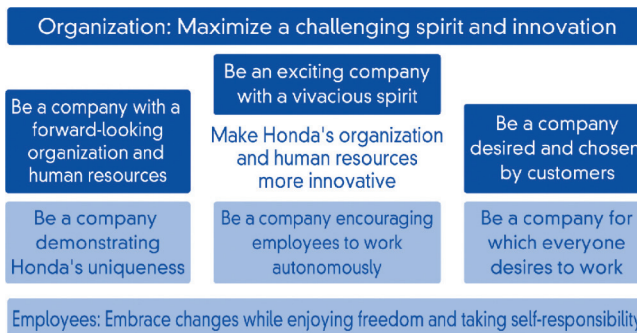 Organization: Maximize a challenging spirit and innovation
Be an exciting company
with a vivacious spirit
Be a company with a
forward-looking
organization and
human resources
Make Honda's organization
and human resources
more innovative
Be a company
desired and chosen
by customers
Be a company
demonstrating
Honda's uniqueness
Be a company encouraging
employees to work
autonomously
Be a company for
which everyone
desires to work
Employees: Embrace changes while enjoying freedom and taking self-responsibility